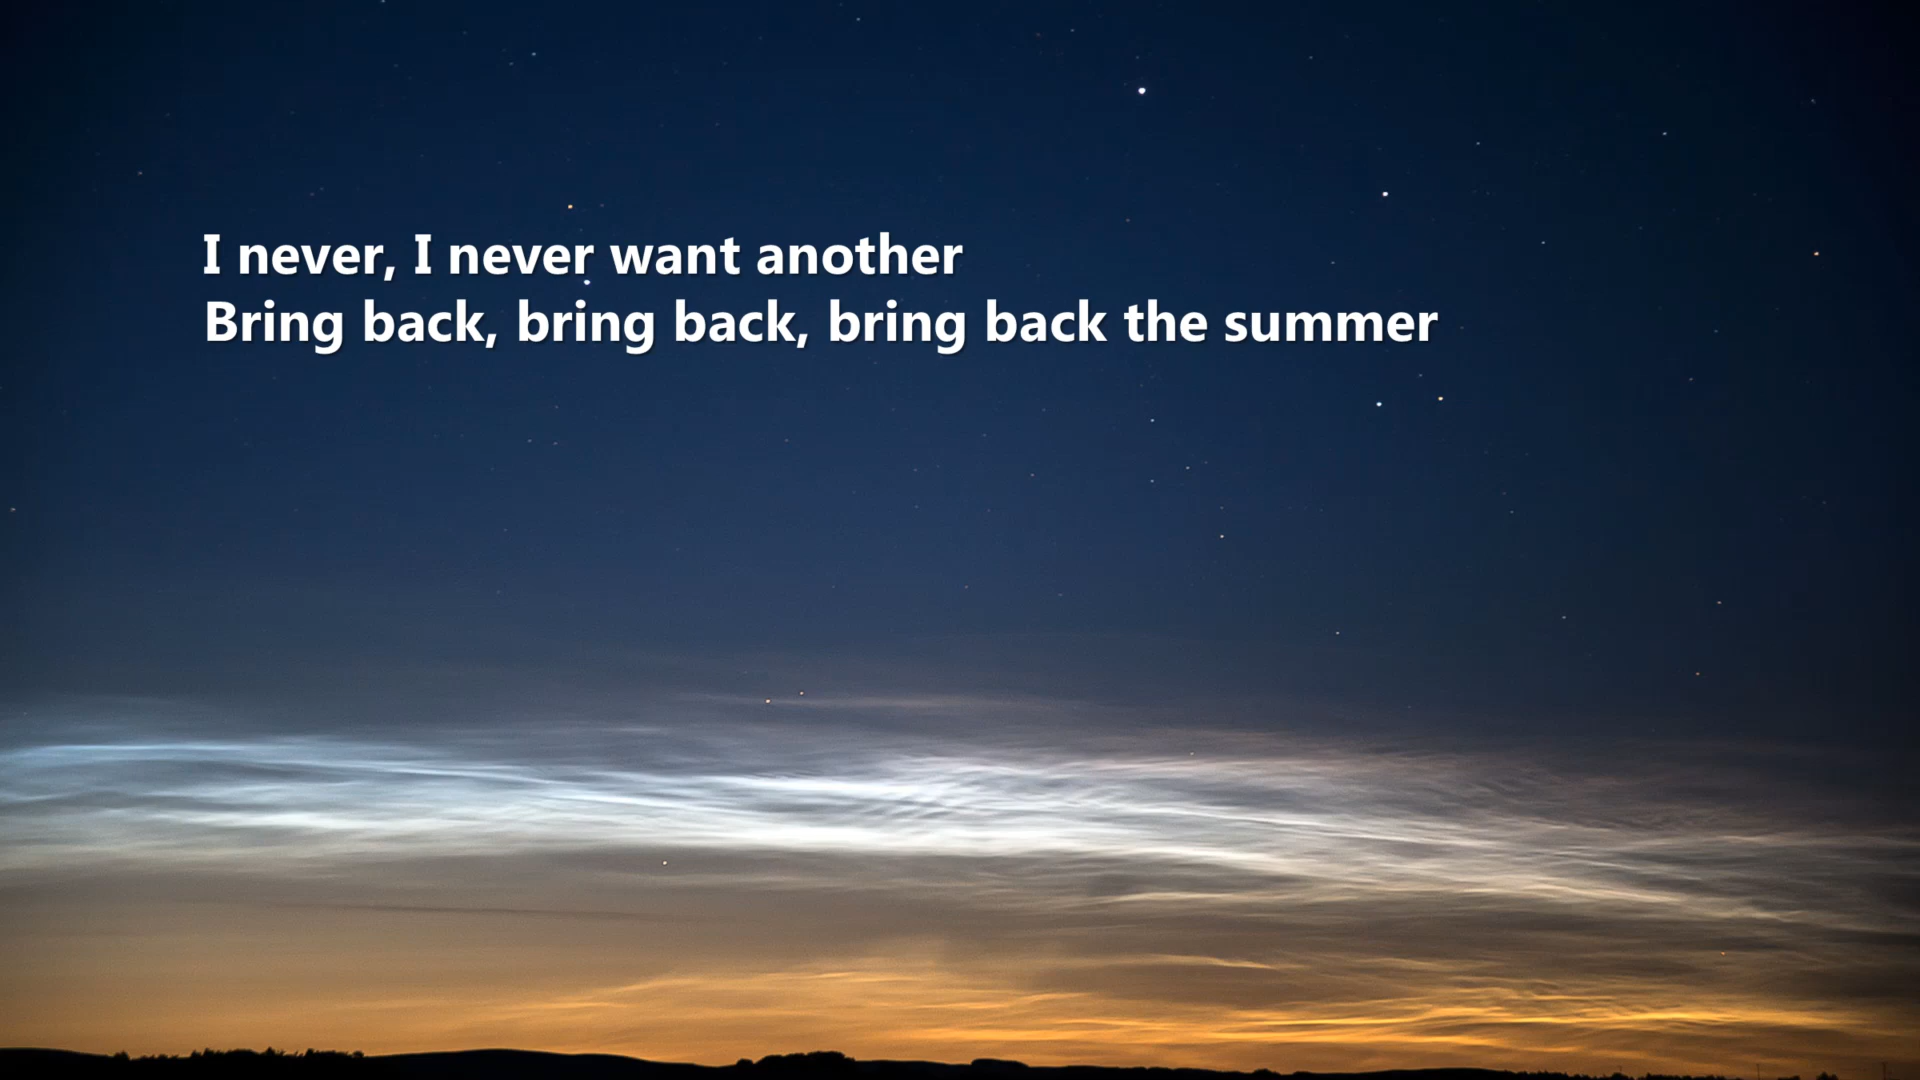 I never, I never want another
Bring back, bring back, bring back the summer